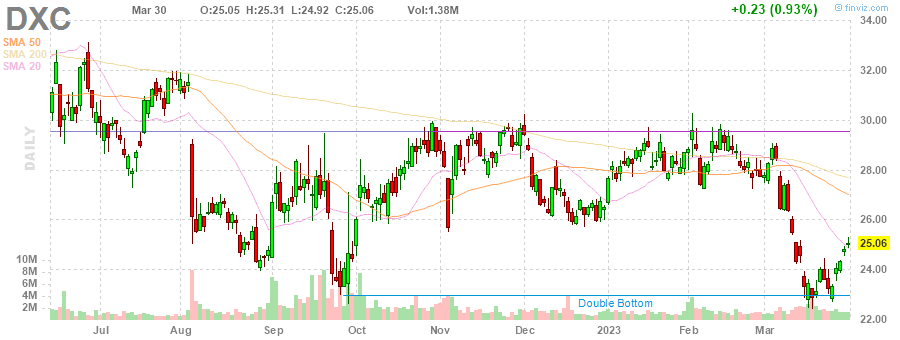 DXC Mar 30 O:25.05 H:25.31 L:24.92 C:25.06 Vol:1.38M +0.23 (0.93%) finviz.com
SMA 50
SMA 200
SMA 20
DAILY
34.00
32.00
30.00
28.00
26.00
25.06
24.00
22.00
10M
8M
6M
4M
2M
Double Bottom
Jul Aug Sep Oct Nov Dec 2023 Feb Mar